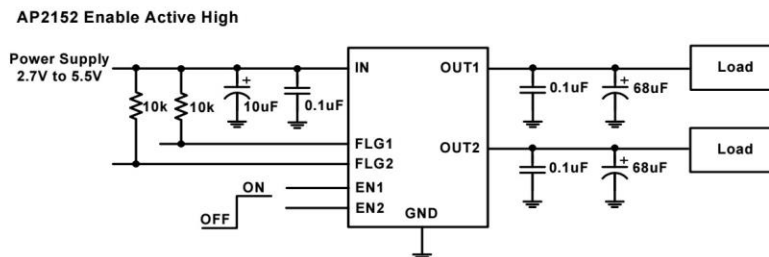 AP2152 Enable Active High
Power Supply
2.7V to 5.5V
IN
OUT1
Load
10k
10k
10uF
0.1uF
0.1uF
68uF
FLG1
FLG2
OUT2
Load
EN1
EN2
0.1uF
68uF
ON
OFF
GND